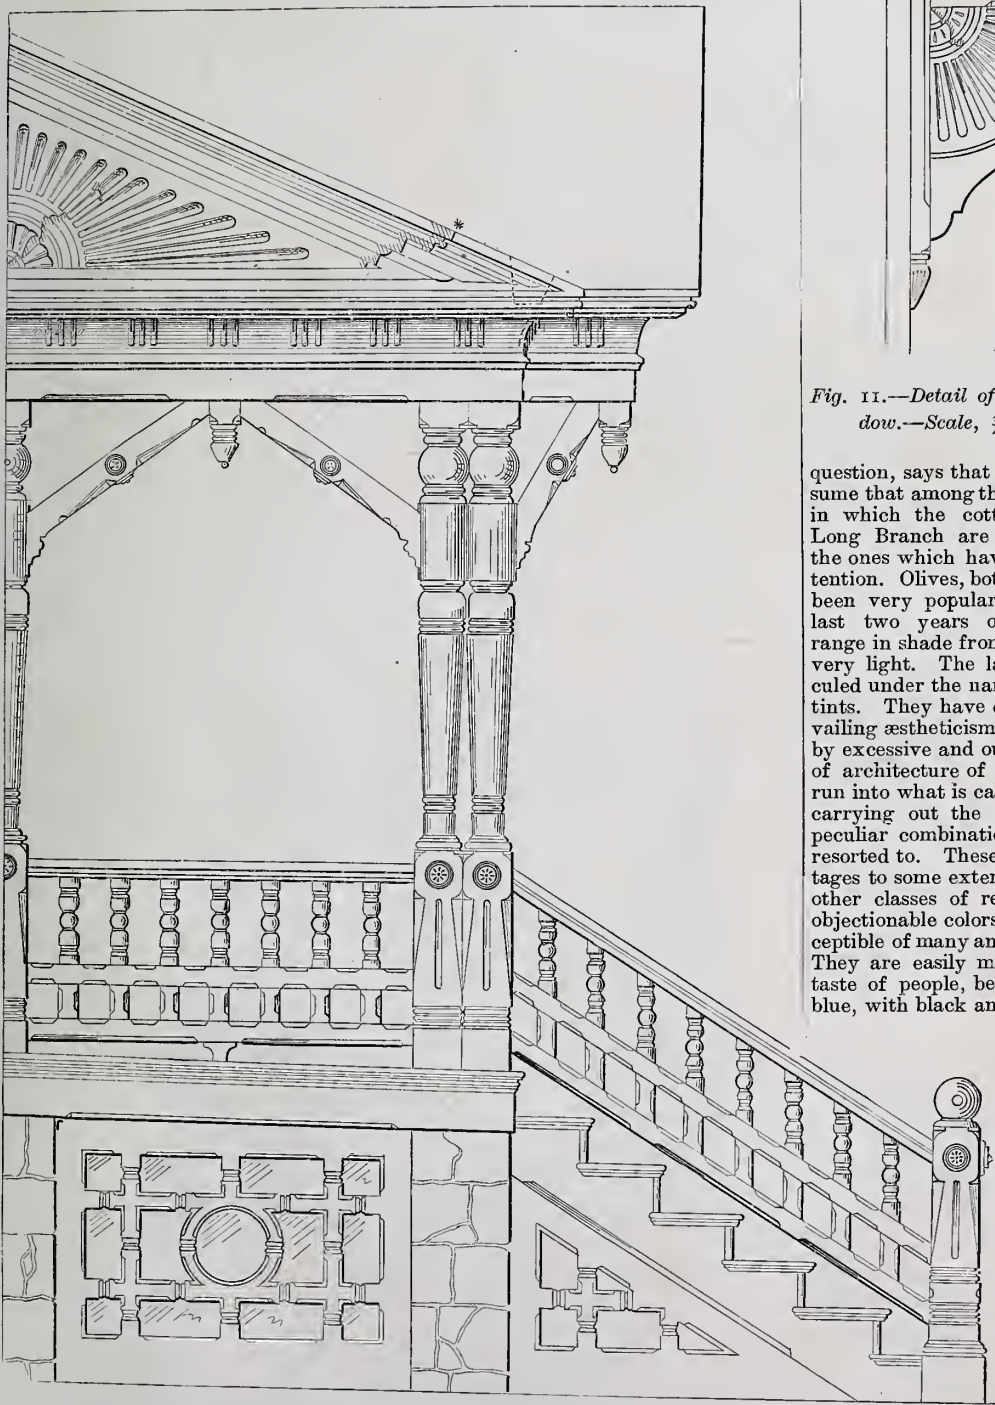 Fig. 11.—Detail of
dow.—Scale,
question, says that
sume that among th
in which the cott
Long Branch are
the ones which hav
tention. Olives, bot
been very popular
last two years o
range in shade fron
very light. The la
culed under the nar
tints. They have
vailing æstheticism
by excessive and ou
of architecture of
run into what is ca
carrying out the
peculiar combinatio
resorted to. These
tages to some exten
other classes of re
objectionable colors
ceptible of many an
They are easily m
taste of people, be
blue, with black an